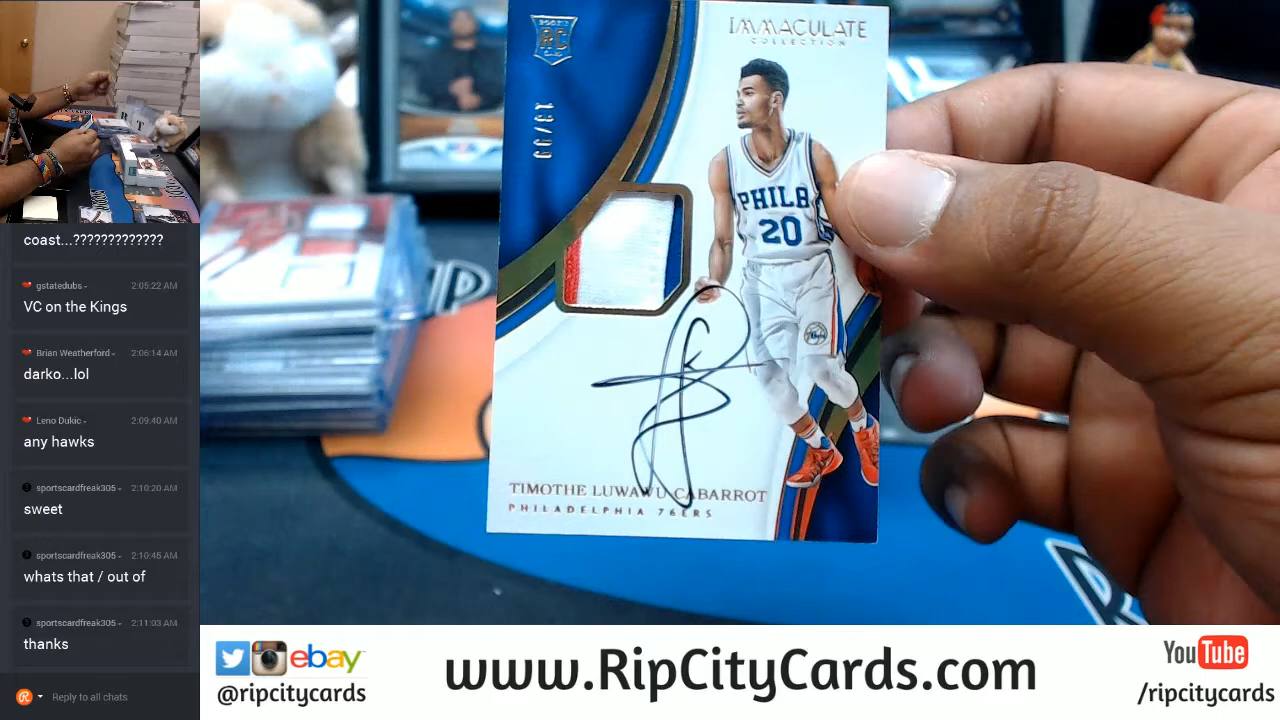 coast...?????????????
gstatedubs 2:05:22 AM
VC on the Kings
Brian Weatherford 2:06:14 AM
darko...lol
Leno Dukic 2:09:40 AM
any hawks
sportscardfreak305 2:10:20 AM
sweet
sportscardfreak305 2:10:45 AM
whats that / out of
sportscardfreak305 2:11:03 AM
thanks
Reply to all chats
ROOKIE
RC
IMMACULATE
COLLECTION
PHILA
20
TIMOTHE LUWAWU CABARROT
PHILADELPHIA 76ERS
IP
ebay
@ripcitycards
www.RipCityCards.com
YouTube
/ripcitycards